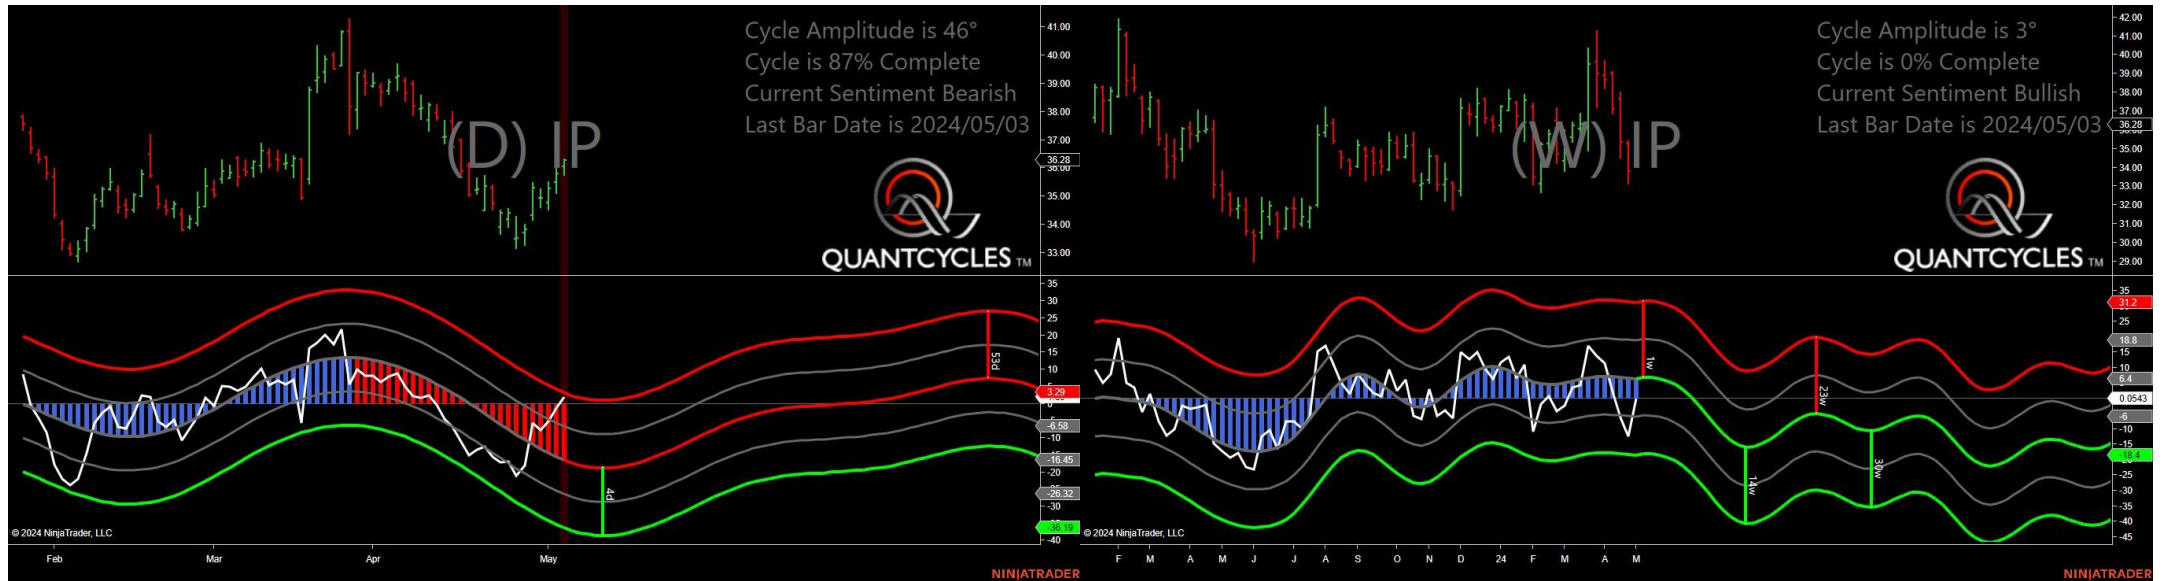 Cycle Amplitude is 46°
Cycle is 87% Complete
Current Sentiment Bearish
Last Bar Date is 2024/05/03
(D) IP
QUANTCYCLES TM
41.00
40.00
39.00
38.00
37.00
36.28
35.00
34.00
33.00
35
30
25
20
15
10
5
3.29
0
-6.58
-10
-16.45
-20
-26.32
-30
-36.19
-40
53d
4d
© 2024 NinjaTrader, LLC
Feb Mar Apr May
NINJATRADER
Cycle Amplitude is 3°
Cycle is 0% Complete
Current Sentiment Bullish
Last Bar Date is 2024/05/03
(W) IP
QUANTCYCLES TM
42.00
41.00
40.00
39.00
38.00
37.00
36.28
35.00
34.00
33.00
32.00
31.00
30.00
29.00
35
31.2
25
18.8
15
10
6.4
0.0543
-6
-10
-15
-18.4
-25
-30
-35
-40
-45
1w
23w
14w
30w
© 2024 NinjaTrader, LLC
F M A M J J A S O N D 24 F M A M
NINJATRADER